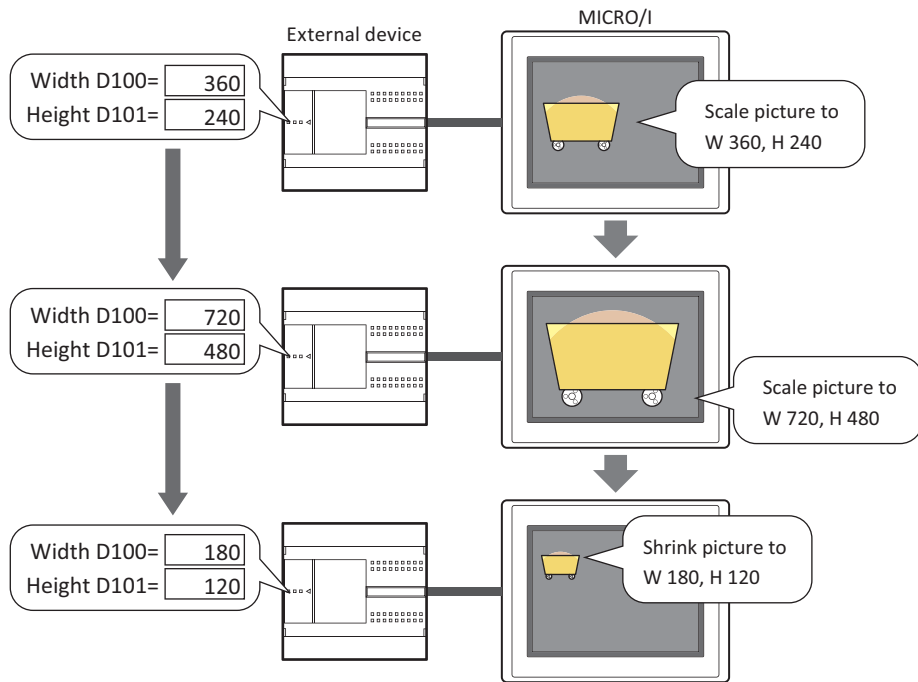 External device
MICRO/I
Width D100= 360
Height D101= 240
Scale picture to
W 360, H 240
Width D100= 720
Height D101= 480
Scale picture to
W 720, H 480
Width D100= 180
Height D101= 120
Shrink picture to
W 180, H 120